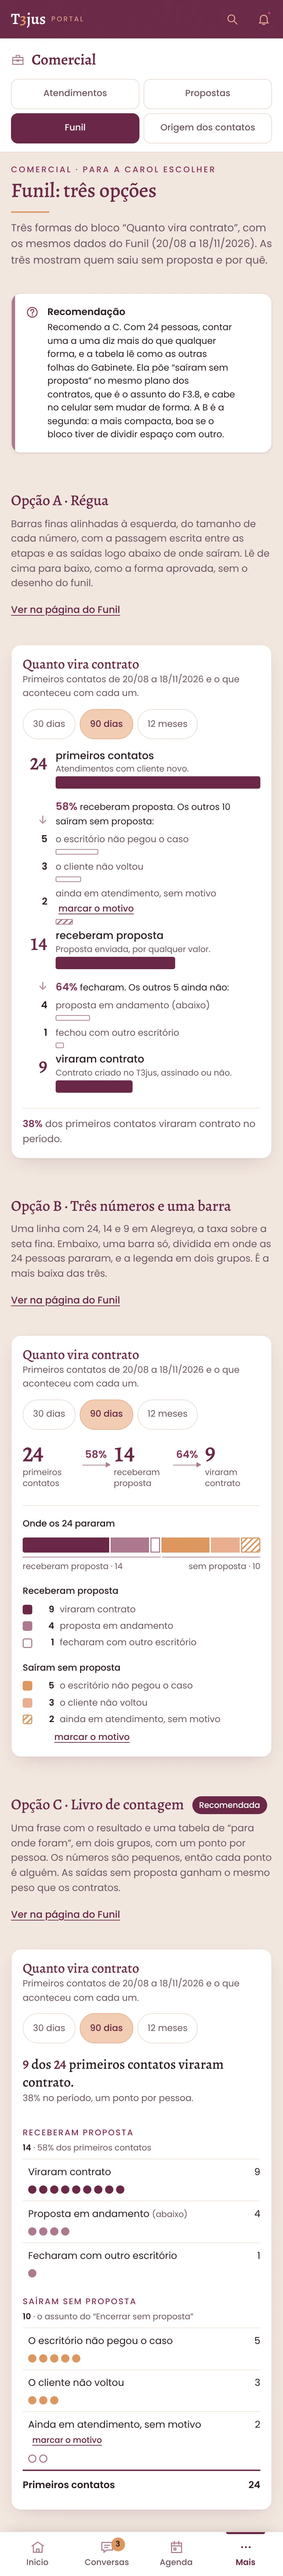 T3jus PORTAL
Comercial
Atendimentos
Propostas
Funil
Origem dos contatos
COMERCIAL · PARA A CAROL ESCOLHER
Funil: três opções
Três formas do bloco “Quanto vira contrato”, com
os mesmos dados do Funil (20/08 a 18/11/2026). As
três mostram quem saiu sem proposta e por quê.
Recomendação
Recomendo a C. Com 24 pessoas, contar
uma a uma diz mais do que qualquer
forma, e a tabela lê como as outras
folhas do Gabinete. Ela põe “saíram sem
proposta” no mesmo plano dos
contratos, que é o assunto do F3.8, e cabe
no celular sem mudar de forma. A B é a
segunda: a mais compacta, boa se o
bloco tiver de dividir espaço com outro.
Opção A · Régua
Barras finas alinhadas à esquerda, do tamanho de
cada número, com a passagem escrita entre as
etapas e as saídas logo abaixo de onde saíram. Lê de
cima para baixo, como a forma aprovada, sem o
desenho do funil.
Ver na página do Funil
Quanto vira contrato
Primeiros contatos de 20/08 a 18/11/2026 e o que
aconteceu com cada um.
30 dias
90 dias
12 meses
24 primeiros contatos
Atendimentos com cliente novo.
58% receberam proposta. Os outros 10
saíram sem proposta:
5 o escritório não pegou o caso
3 o cliente não voltou
2 ainda em atendimento, sem motivo
marcar o motivo
14 receberam proposta
Proposta enviada, por qualquer valor.
64% fecharam. Os outros 5 ainda não:
4 proposta em andamento (abaixo)
1 fechou com outro escritório
9 viraram contrato
Contrato criado no T3jus, assinado ou não.
38% dos primeiros contatos viraram contrato no
período.
Opção B · Três números e uma barra
Uma linha com 24, 14 e 9 em Alegreya, a taxa sobre a
seta fina. Embaixo, uma barra só, dividida em onde as
24 pessoas pararam, e a legenda em dois grupos. É a
mais baixa das três.
Ver na página do Funil
Quanto vira contrato
Primeiros contatos de 20/08 a 18/11/2026 e o que
aconteceu com cada um.
30 dias
90 dias
12 meses
24 58% 14 64% 9
primeiros contatos
receberam proposta
viraram contrato
Onde os 24 pararam
receberam proposta · 14
sem proposta · 10
Receberam proposta
9 viraram contrato
4 proposta em andamento
1 fecharam com outro escritório
Saíram sem proposta
5 o escritório não pegou o caso
3 o cliente não voltou
2 ainda em atendimento, sem motivo
marcar o motivo
Opção C · Livro de contagem
Recomendada
Uma frase com o resultado e uma tabela de “para
onde foram”, em dois grupos, com um ponto por
pessoa. Os números são pequenos, então cada ponto
é alguém. As saídas sem proposta ganham o mesmo
peso que os contratos.
Ver na página do Funil
Quanto vira contrato
Primeiros contatos de 20/08 a 18/11/2026 e o que
aconteceu com cada um.
30 dias
90 dias
12 meses
9 dos 24 primeiros contatos viraram
contrato.
38% no período, um ponto por pessoa.
RECEBERAM PROPOSTA
14 · 58% dos primeiros contatos
Viraram contrato 9
Proposta em andamento (abaixo) 4
Fecharam com outro escritório 1
SAÍRAM SEM PROPOSTA
10 · o assunto do “Encerrar sem proposta”
O escritório não pegou o caso 5
O cliente não voltou 3
Ainda em atendimento, sem motivo 2
marcar o motivo
Primeiros contatos 24
3
Início
Conversas
Agenda
Mais